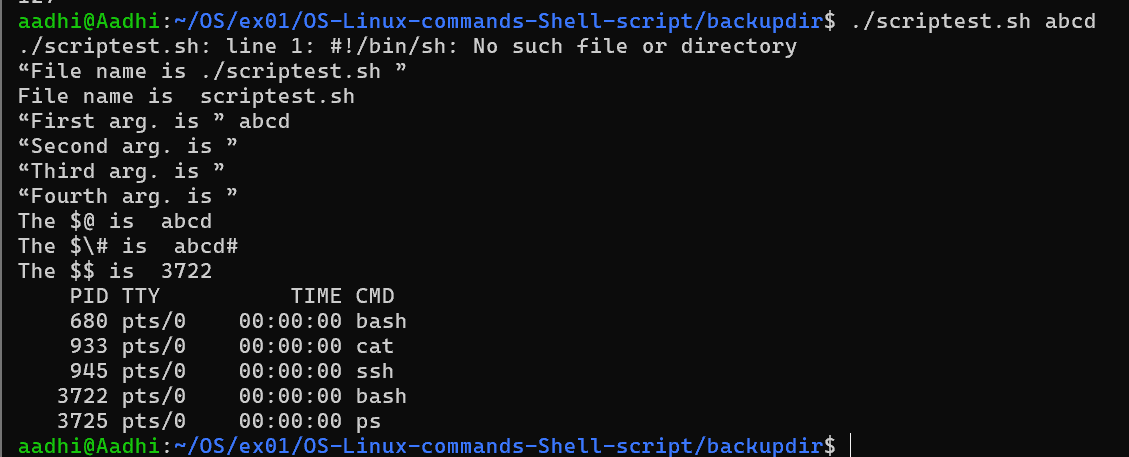 127
aadhi@Aadhi:~/OS/ex01/OS-Linux-commands-Shell-script/backupdir$ ./scriptest.sh abcd
./scriptest.sh: line 1: #!/bin/sh: No such file or directory
“File name is ./scriptest.sh ”
File name is  scriptest.sh
“First arg. is ” abcd
“Second arg. is ”
“Third arg. is ”
“Fourth arg. is ”
The $@ is  abcd
The $\# is  abcd#
The $$ is  3722
    PID TTY          TIME CMD
    680 pts/0    00:00:00 bash
    933 pts/0    00:00:00 cat
    945 pts/0    00:00:00 ssh
   3722 pts/0    00:00:00 bash
   3725 pts/0    00:00:00 ps
aadhi@Aadhi:~/OS/ex01/OS-Linux-commands-Shell-script/backupdir$